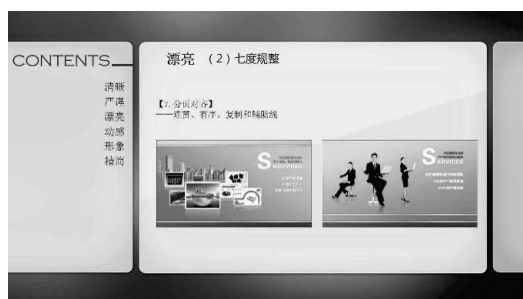 CONTENTS
清晰
严谨
漂亮
动感
形象
精尚
漂亮 （2）七度规整
【7.分页对齐】
——连贯、有序，复制和辅助线
SHOPPING
SERVICES